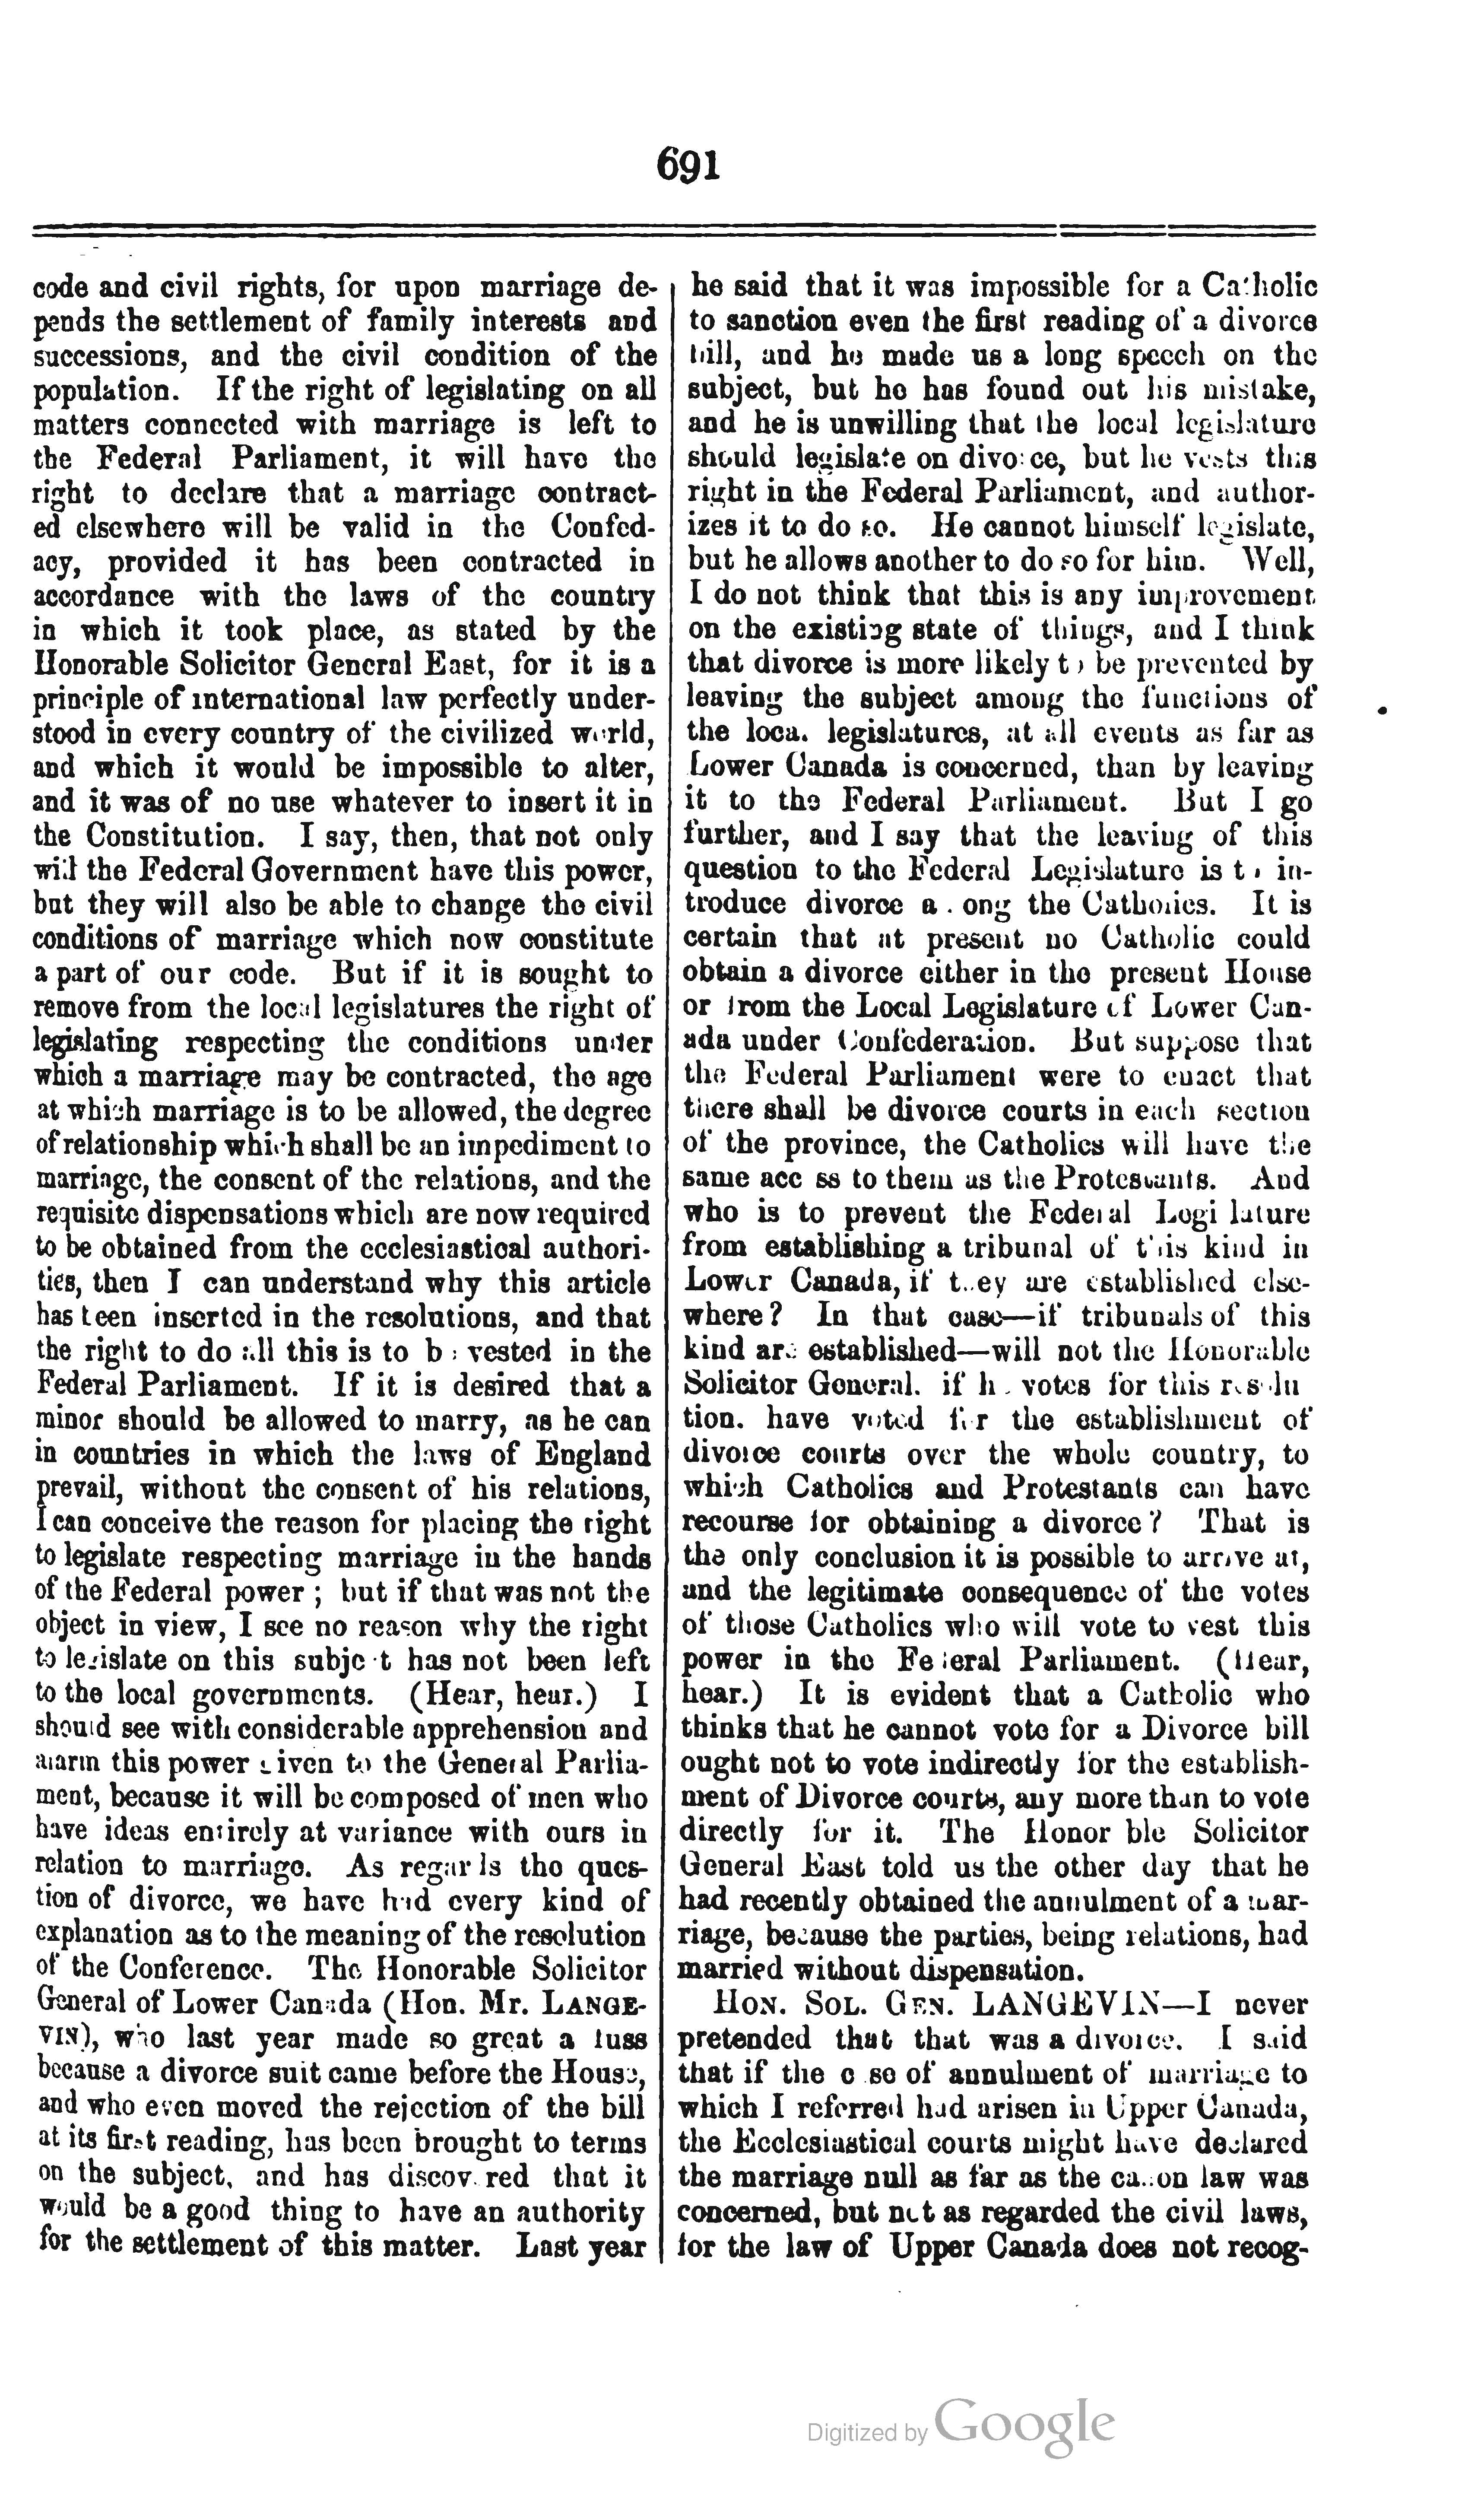 691
code and civil rights, for upon marriage de-
pends the settlement of family interests and
successions, and the civil condition of the
population. If the right of legislating on all
matters connected with marriage is left to
the Federal Parliament, it will have the
right to declare that a marriage contract-
ed elsewhere will be valid in the Confed-
acy, provided it has been contracted in
accordance with the laws of the country
in which it took place, as stated by the
Honorable Solicitor General East, for it is a
principle of international law perfectly under-
stood in every country of the civilized world,
and which it would be impossible to alter,
and it was of no use whatever to insert it in
the Constitution. I say, then, that not only
will the Federal Government have this power,
but they will also be able to change the civil
conditions of marriage which now constitute
a part of our code. But if it is sought to
remove from the local legislatures the right of
legislating respecting the conditions under
which a marriage may be contracted, the age
at which marriage is to be allowed, the degree
of relationship which shall be an impediment to
marriage, the consent of the relations, and the
requisite dispensations which are now required
to be obtained from the ecclesiastical authori-
ties, then I can understand why this article
has been inserted in the resolutions, and that
the right to do all this is to be vested in the
Federal Parliament. If it is desired that a
minor should be allowed to marry, as he can
in countries in which the laws of England
prevail, without the consent of his relations,
I can conceive the reason for placing the right
to legislate respecting marriage in the hands
of the Federal power ; but if that was not the
object in view, I see no reason why the right
to legislate on this subject has not been left
to the local governments. (Hear, hear.) I
should see with considerable apprehension and
alarm this power given to the General Parlia-
ment, because it will be composed of men who
have ideas entirely at variance with ours in
relation to marriage. As regards the ques-
tion of divorce, we have had every kind of
explanation as to the meaning of the resolution
of the Conference. The Honorable Solicitor
General of Lower Canada (Hon. Mr. LANGE-
VIN), who last year made so great a fuss
because a divorce suit came before the House,
and who even moved the rejection of the bill
at its first reading, has been brought to terms
on the subject, and has discovered that it
would be a good thing to have an authority
for the settlement of this matter. Last year
he said that it was impossible for a Catholic
to sanction even the first reading of a divorce
bill, and he made us a long speech on the
subject, but he has found out his mistake,
and he is unwilling that the local legislature
should legislate on divorce, but he vests this
right in the Federal Parliament, and author-
izes it to do so. He cannot himself legislate,
but he allows another to do so for him. Well,
I do not think that this is any improvement
on the existing state of things, and I think
that divorce is more likely to be prevented by
leaving the subject among the functions of
the local legislatures, at all events as far as
Lower Canada is concerned, than by leaving
it to the Federal Parliament. But I go
further, and I say that the leaving of this
question to the Federal Legislature is to in-
troduce divorce among the Catholics. It is
certain that at present no Catholic could
obtain a divorce either in the present House
or from the Local Legislature of Lower Can-
ada under Confederation. But suppose that
the Federal Parliament were to enact that
there shall be divorce courts in each section
of the province, the Catholics will have the
same access to them as the Protestants. And
who is to prevent the Federal Legislature
from establishing a tribunal of this kind in
Lower Canada, if they are established else-
where? In that case—if tribunals of this
kind are established—will not the Honorable
Solicitor General, if he votes for this resolu
tion, have voted for the establishment of
divorce courts over the whole country, to
which Catholics and Protestants can have
recourse for obtaining a divorce? That is
the only conclusion it is possible to arrive at,
and the legitimate consequence of the votes
of those Catholics who will vote to vest this
power in the Federal Parliament. (Hear,
hear.) It is evident that a Catholic who
thinks that he cannot vote for a Divorce bill
ought not to vote indirectly for the establish-
ment of Divorce courts, any more than to vote
directly for it. The Honorable Solicitor
General East told us the other day that he
had recently obtained the annulment of a mar-
riage, because the parties, being relations, had
married without dispensation.
HON. SOL. GEN. LANGEVIN—I never
pretended that that was a divorce. I said
that if the case of annulment of marriage to
which I referred had arisen in Upper Canada,
the Ecclesiastical courts might have declared
the marriage null as far as the canon law was
concerned, but not as regarded the civil laws,
for the law of Upper Canada does not recog-
Digitized by Google